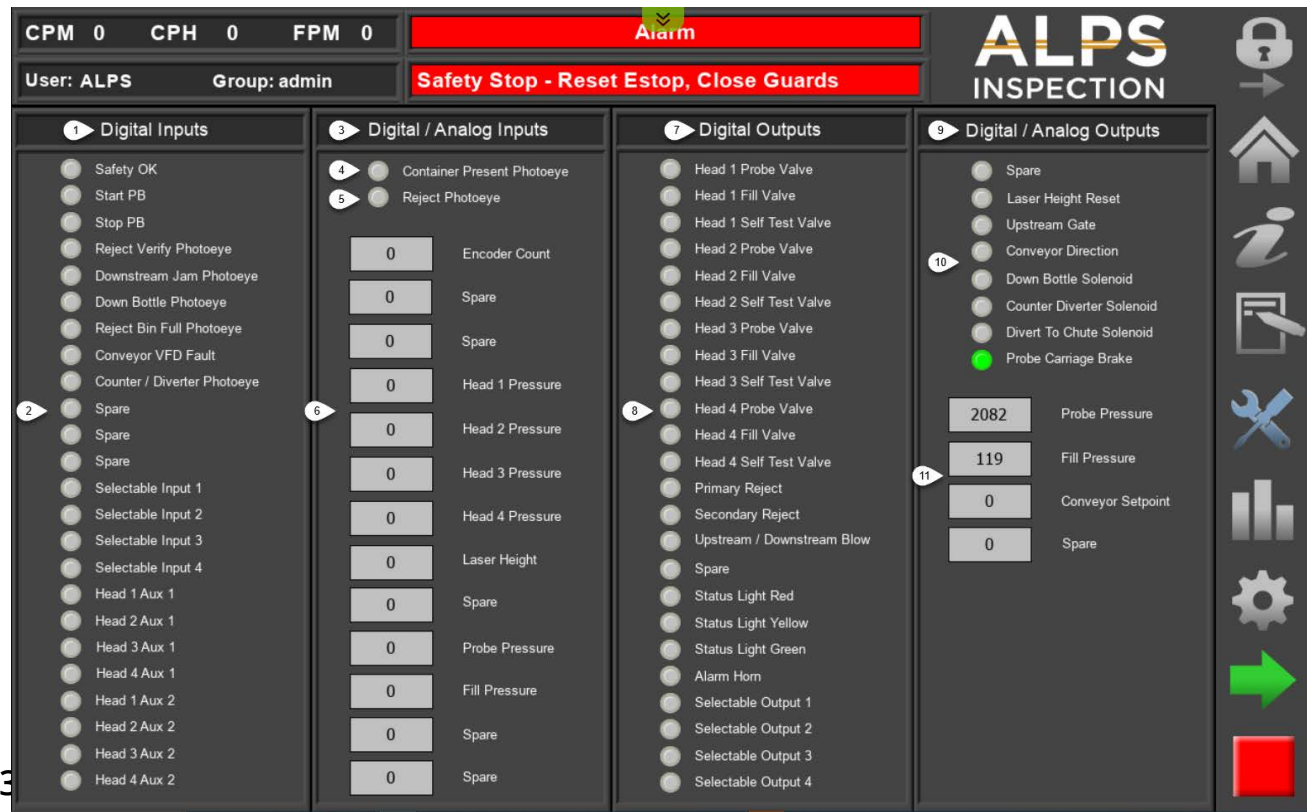 CPM 0 CPH 0 FPM 0
Alarm
User: ALPS Group: admin
Safety Stop - Reset Estop, Close Guards
ALPS
INSPECTION
1 Digital Inputs
Safety OK
Start PB
Stop PB
Reject Verify Photoeye
Downstream Jam Photoeye
Down Bottle Photoeye
Reject Bin Full Photoeye
Conveyor VFD Fault
Counter / Diverter Photoeye
2 Spare
Spare
Spare
Selectable Input 1
Selectable Input 2
Selectable Input 3
Selectable Input 4
Head 1 Aux 1
Head 2 Aux 1
Head 3 Aux 1
Head 4 Aux 1
Head 1 Aux 2
Head 2 Aux 2
Head 3 Aux 2
Head 4 Aux 2
3 Digital / Analog Inputs
4 Container Present Photoeye
5 Reject Photoeye
0 Encoder Count
0 Spare
0 Spare
0 Head 1 Pressure
6
0 Head 2 Pressure
0 Head 3 Pressure
0 Head 4 Pressure
0 Laser Height
0 Spare
0 Probe Pressure
0 Fill Pressure
0 Spare
0 Spare
7 Digital Outputs
Head 1 Probe Valve
Head 1 Fill Valve
Head 1 Self Test Valve
Head 2 Probe Valve
Head 2 Fill Valve
Head 2 Self Test Valve
Head 3 Probe Valve
Head 3 Fill Valve
Head 3 Self Test Valve
8 Head 4 Probe Valve
Head 4 Fill Valve
Head 4 Self Test Valve
Primary Reject
Secondary Reject
Upstream / Downstream Blow
Spare
Status Light Red
Status Light Yellow
Status Light Green
Alarm Horn
Selectable Output 1
Selectable Output 2
Selectable Output 3
Selectable Output 4
9 Digital / Analog Outputs
Spare
Laser Height Reset
Upstream Gate
Conveyor Direction
10
Down Bottle Solenoid
Counter Diverter Solenoid
Divert To Chute Solenoid
Probe Carriage Brake
2082 Probe Pressure
119 Fill Pressure
11
0 Conveyor Setpoint
0 Spare
3